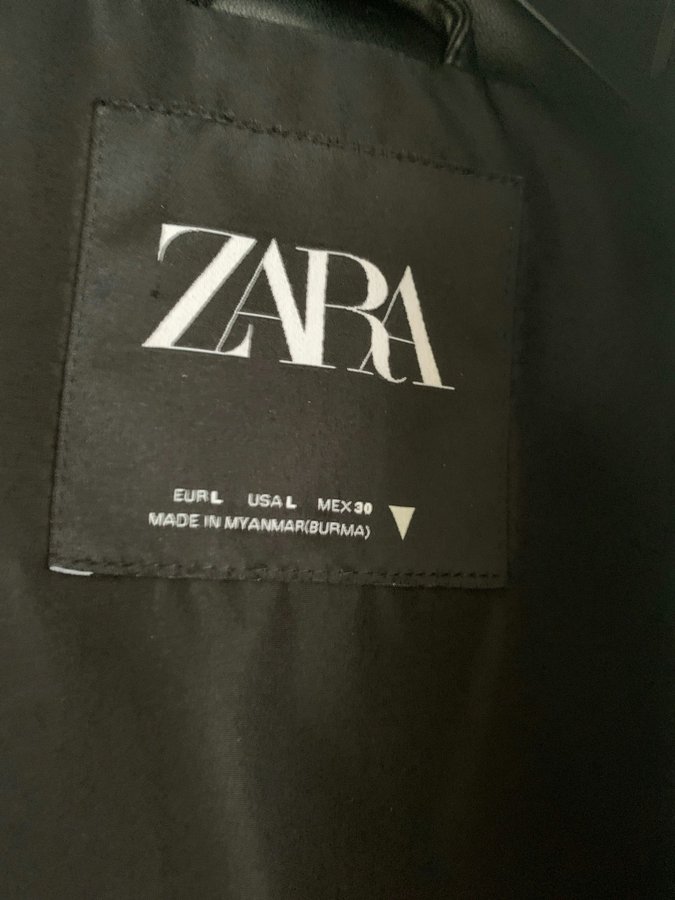 ZARA
EUR L USA L MEX 30
MADE IN MYANMAR(BURMA)